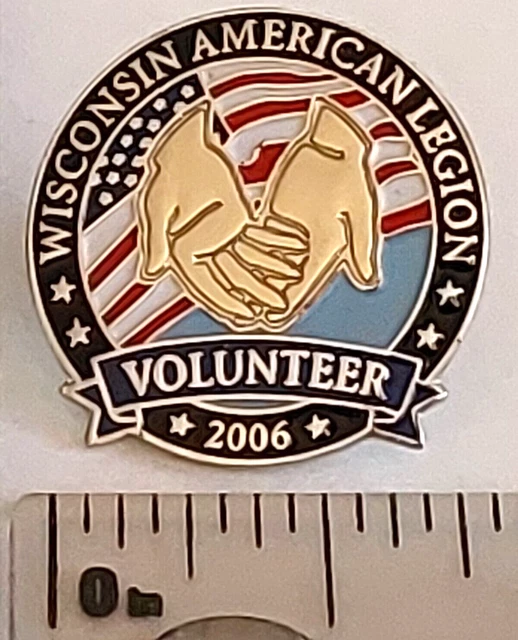 WISCONSIN AMERICAN LEGION
VOLUNTEER
2006
0